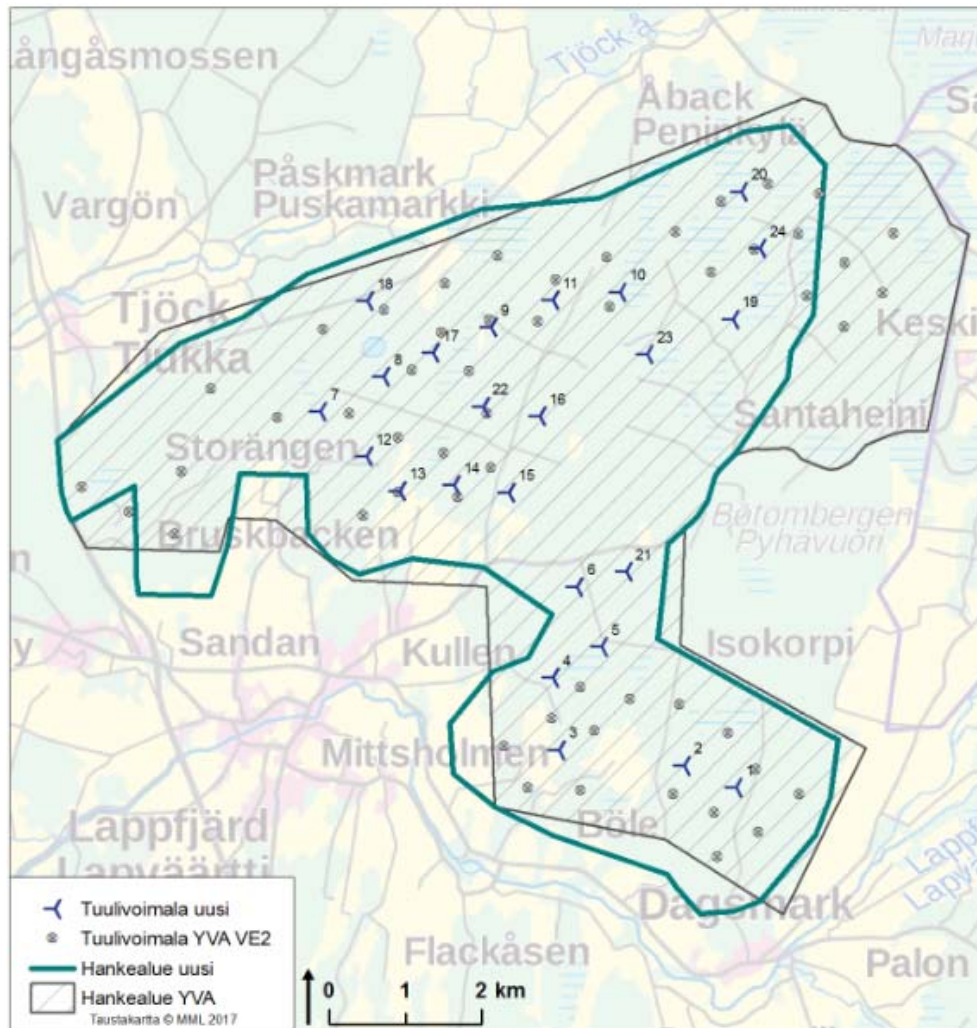 ångåsmossen
Tjöck å
Åback
Peninkylä
Påskmark
Puskamarkki
Vargön
20
24
18
11
10
Tjöck
Tjukka
9
19
17
23
Keski
8
22
16
7
Santaheini
Storängen
12
13
14
15
Bötombergen
Pyhävuori
Bruskbacken
21
6
Sandan
Kullen
5
Isokorpi
4
3
2
Mittsholmen
1
Böle
Lappfjärd
Lapväärtti
Dagsmark
Flackåsen
Palon
Tuulivoimala uusi
Tuulivoimala YVA VE2
Hankealue uusi
Hankealue YVA
Taustakartta © MML 2017
0 1 2 km